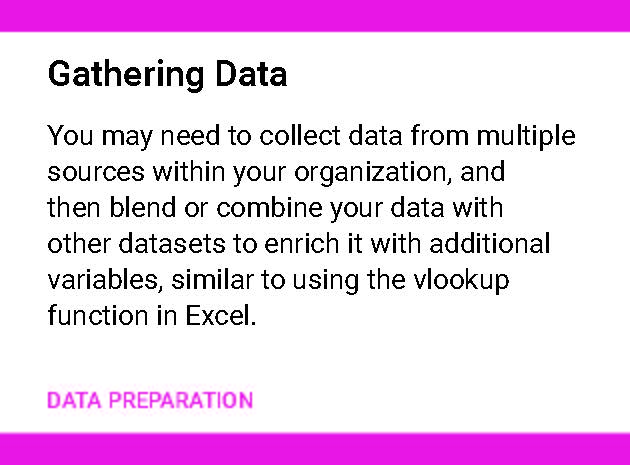 Gathering Data
You may need to collect data from multiple
sources within your organization, and
then blend or combine your data with
other datasets to enrich it with additional
variables, similar to using the vlookup
function in Excel.
DATA PREPARATION